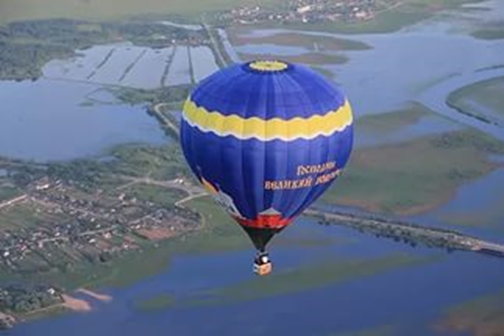 Господин
Великий Новгород